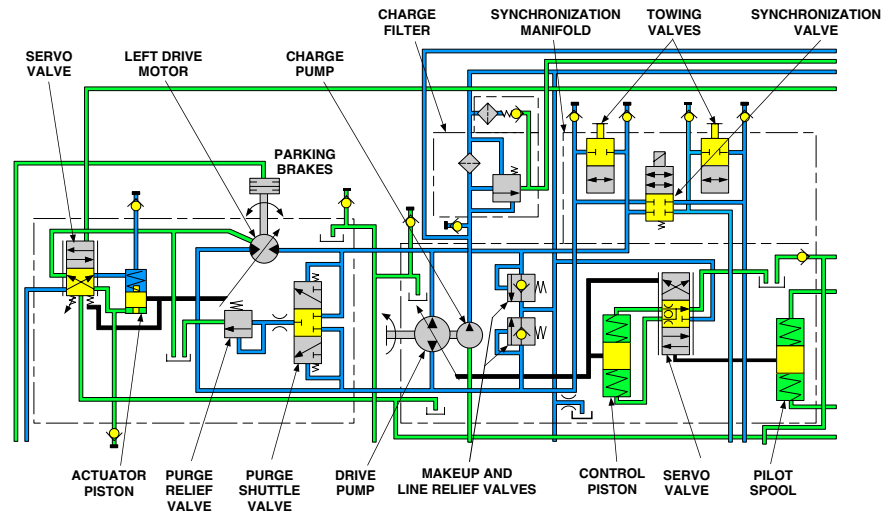 CHARGE
FILTER
SYNCHRONIZATION
MANIFOLD
TOWING
VALVES
SYNCHRONIZATION
VALVE
SERVO
VALVE
LEFT DRIVE
MOTOR
CHARGE
PUMP
PARKING
BRAKES
ACTUATOR
PISTON
PURGE
RELIEF
VALVE
PURGE
SHUTTLE
VALVE
DRIVE
PUMP
MAKEUP AND
LINE RELIEF VALVES
CONTROL
PISTON
SERVO
VALVE
PILOT
SPOOL